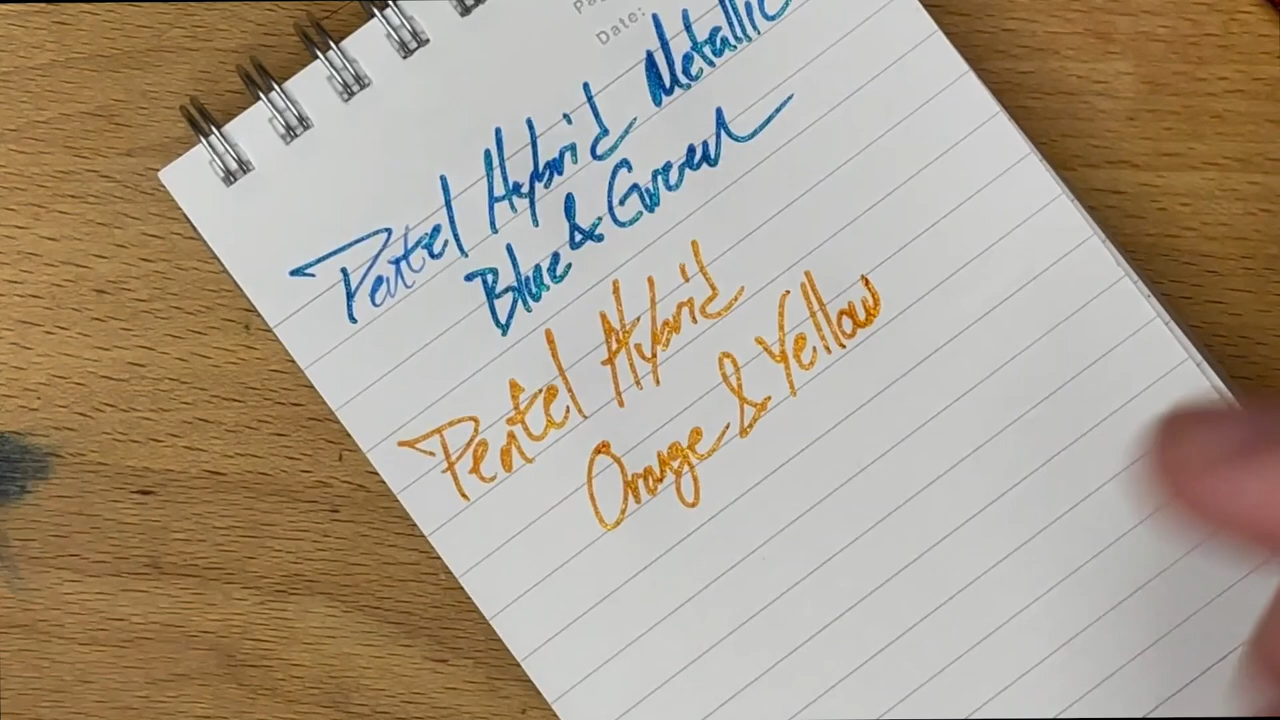 Date:
Pentel Hybrid Metallic
Blue & Green
Pentel Hybrid
Orange & Yellow